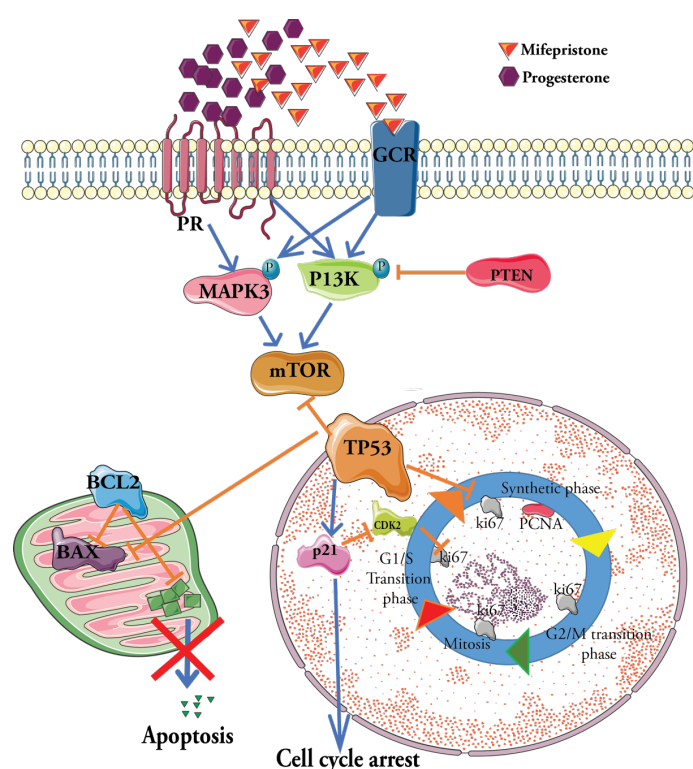 Mifepristone
Progesterone
GCR
PR
P
P
MAPK3
P13K
PTEN
mTOR
TP53
BCL2
Synthetic phase
CDK2
ki67
PCNA
BAX
p21
G1/S
Transition
phase
ki67
ki67
ki67
Mitosis
G2/M transition
phase
Apoptosis
Cell cycle arrest